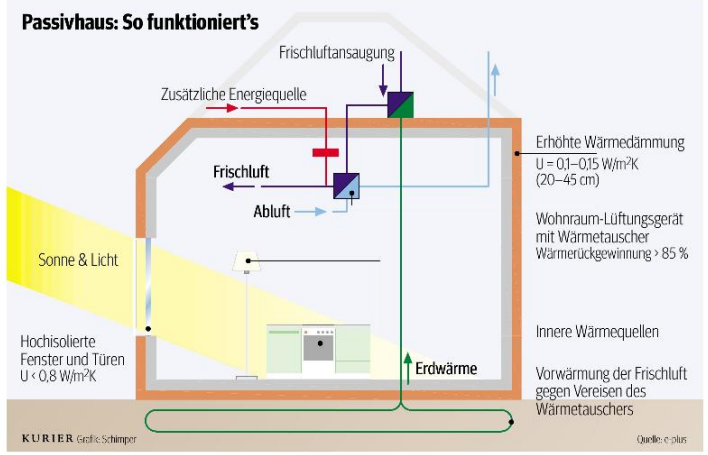 Passivhaus: So funktioniert's
Frischluftansaugung
Zusätzliche Energiequelle
Frischluft
Abluft
Erhöhte Wärmedämmung
U = 0,1–0,15 W/m²K
(20–45 cm)
Wohnraum-Lüftungsgerät
mit Wärmetauscher
Wärmerückgewinnung > 85 %
Sonne & Licht
Hochisolierte
Fenster und Türen
U < 0,8 W/m²K
Innere Wärmequellen
Erdwärme
Vorwärmung der Frischluft
gegen Vereisen des
Wärmetauschers
KURIER Grafik: Schimper
Quelle: e-plus